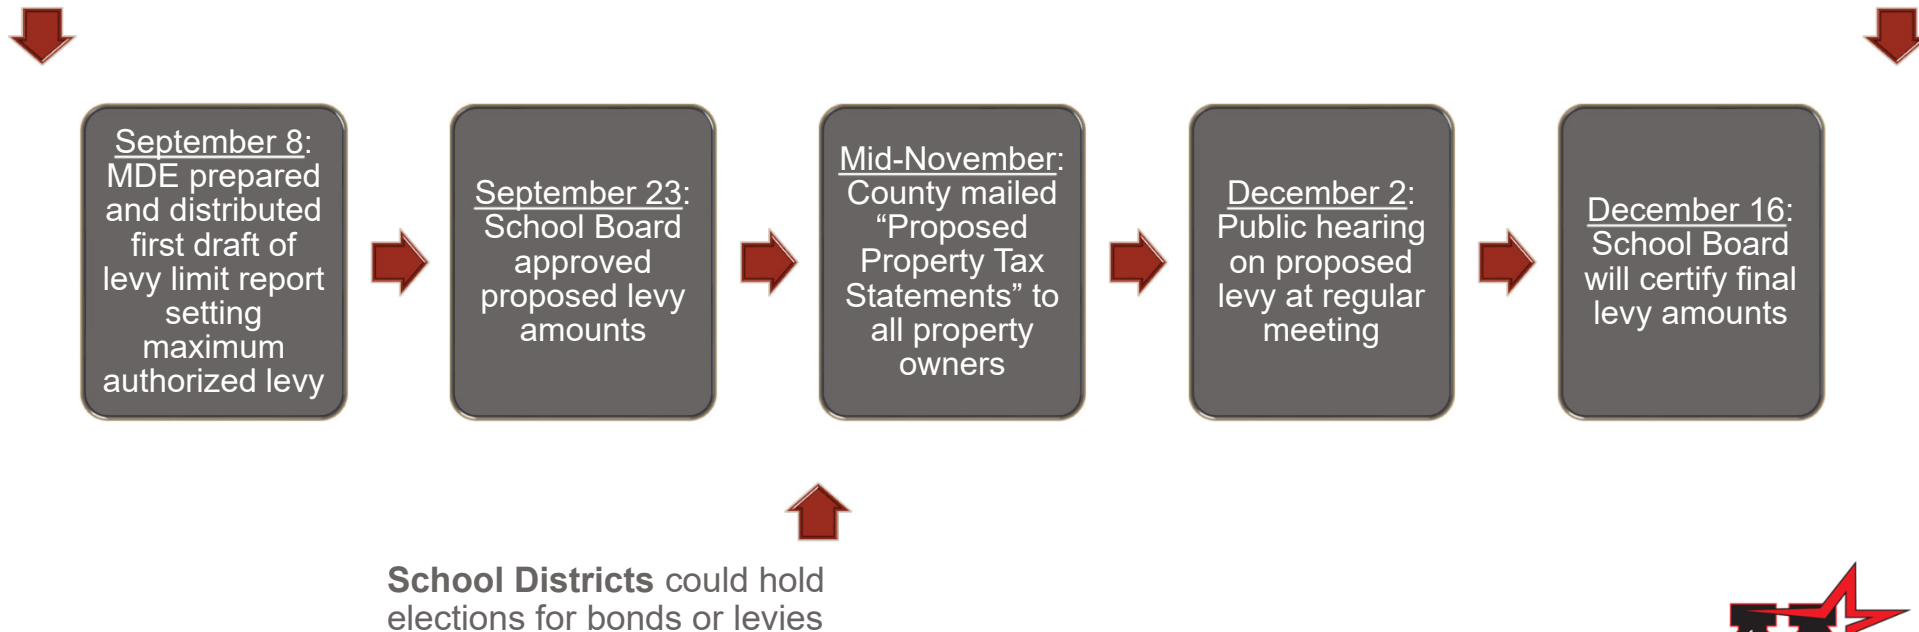 September 8:
MDE prepared
and distributed
first draft of
levy limit report
setting
maximum
authorized levy
September 23:
School Board
approved
proposed levy
amounts
Mid-November:
County mailed
“Proposed
Property Tax
Statements” to
all property
owners
December 2:
Public hearing
on proposed
levy at regular
meeting
December 16:
School Board
will certify final
levy amounts
School Districts could hold
elections for bonds or levies